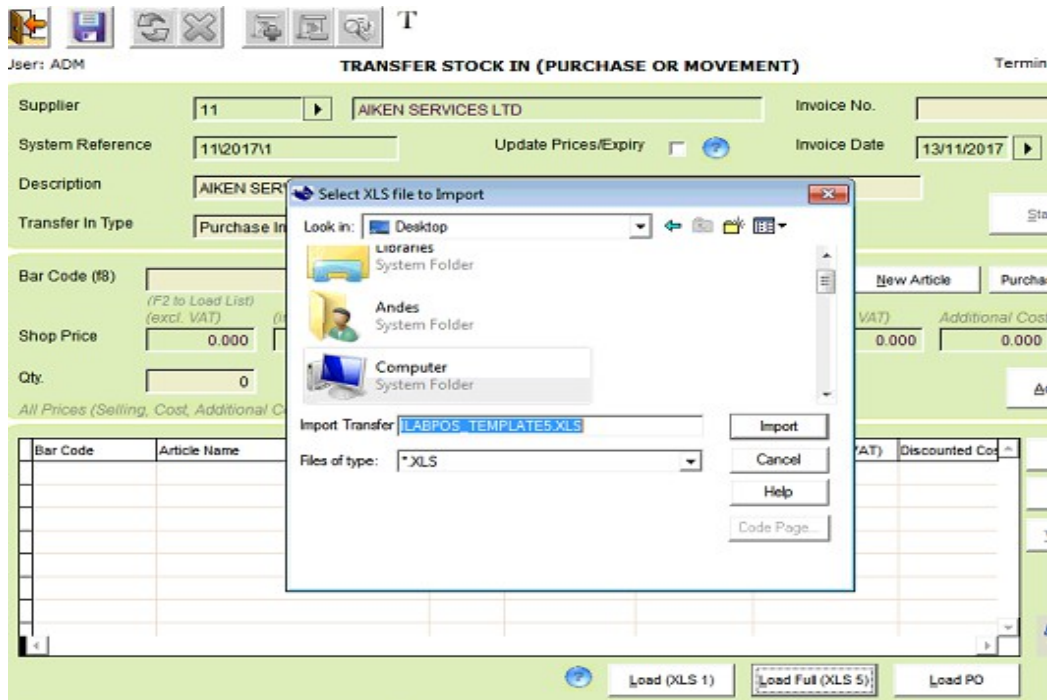 T
User: ADM
TRANSFER STOCK IN (PURCHASE OR MOVEMENT)
Termin
Supplier
11
AIKEN SERVICES LTD
Invoice No.
System Reference
11\2017\1
Update Prices/Expiry
Invoice Date
13/11/2017
Description
AIKEN SER
Transfer In Type
Purchase In
Sta
Select XLS file to Import
Look in:
Desktop
Libraries
System Folder
Andes
System Folder
Computer
System Folder
Import Transfer
ILABPOS_TEMPLATE5.XLS
Import
Files of type:
*.XLS
Cancel
Help
Code Page...
Bar Code (f8)
New Article
Purcha
(F2 to Load List)
(excl. VAT)
VAT)
Additional Cost
Shop Price
0.000
0.000
0.000
Qty.
0
All Prices (Selling, Cost, Additional C
Bar Code
Article Name
VAT)
Discounted Cos
Load (XLS 1)
Load Full (XLS 5)
Load PO